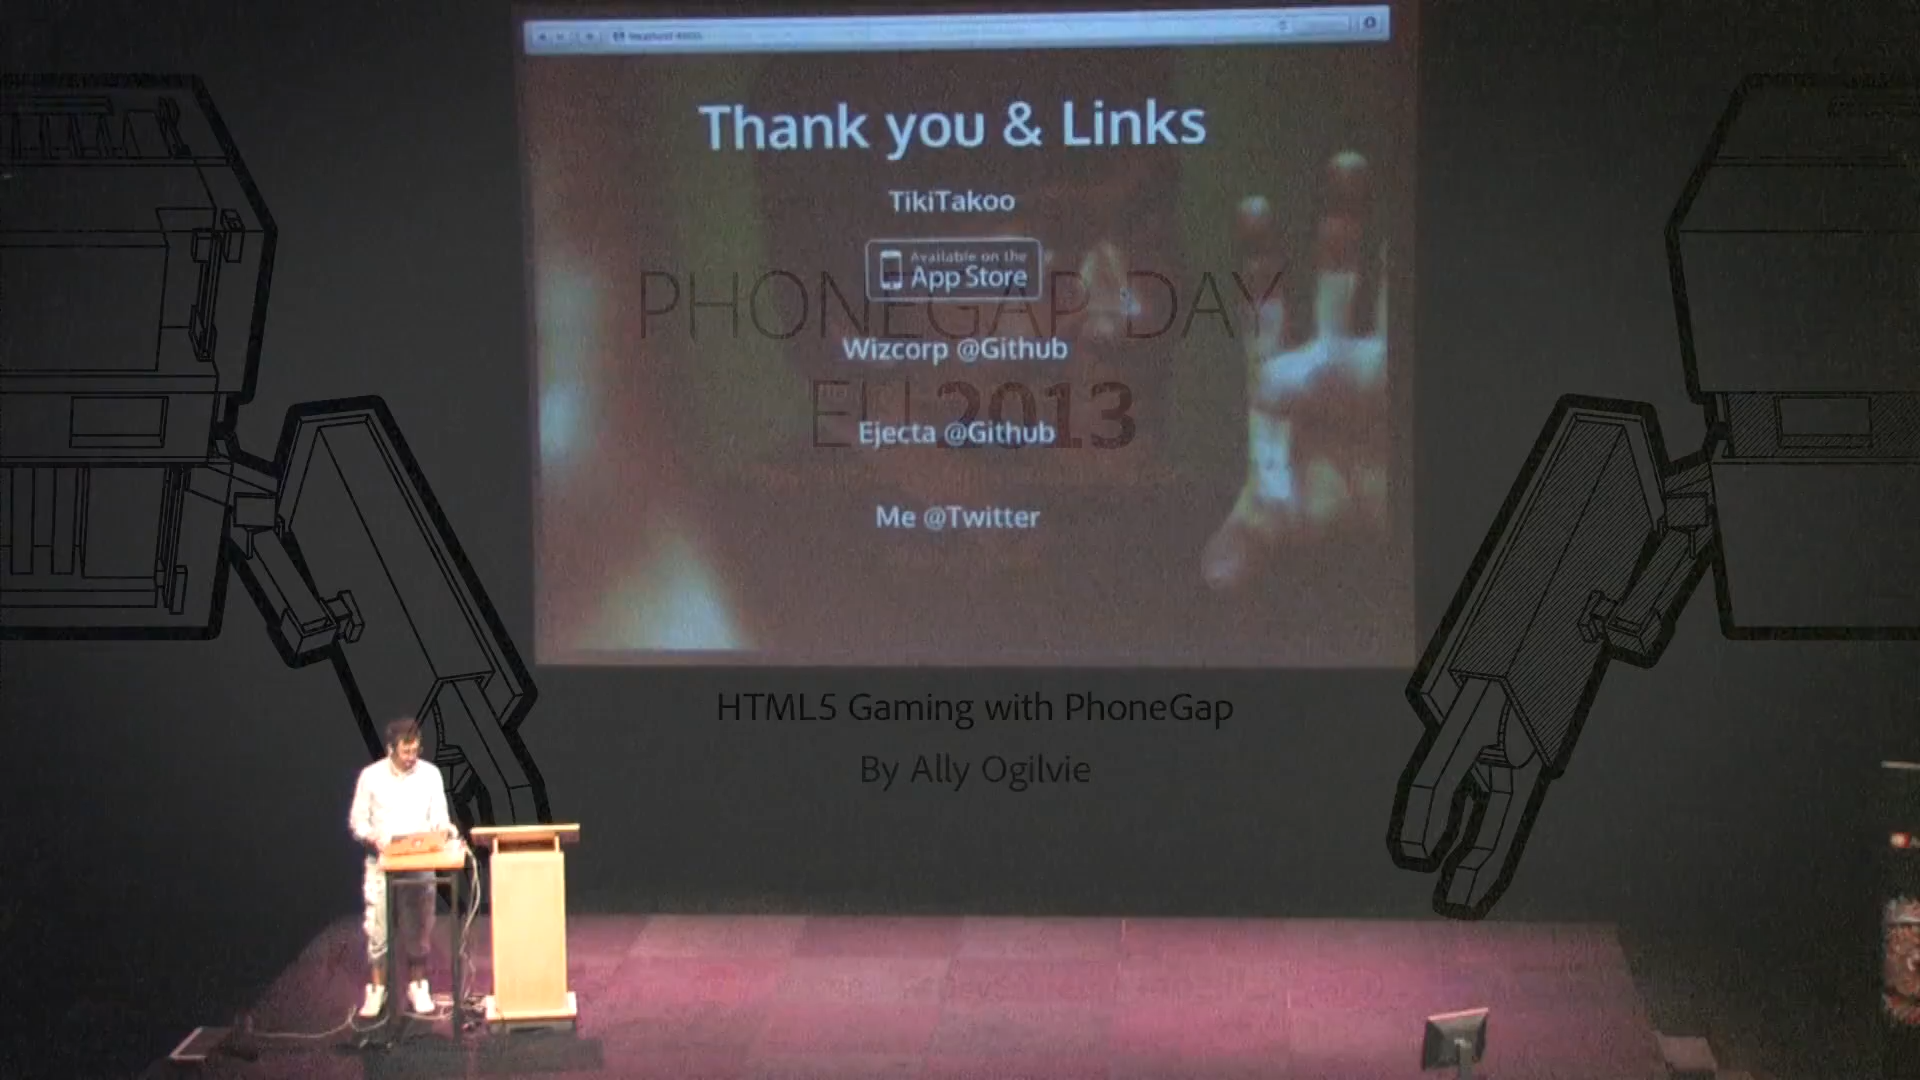 Thank you & Links
TikiTakoo
Available on the
App Store
PHONEGAP DAY
Wizcorp @Github
EU 2013
Ejecta @Github
Me @Twitter
HTML5 Gaming with PhoneGap
By Ally Ogilvie